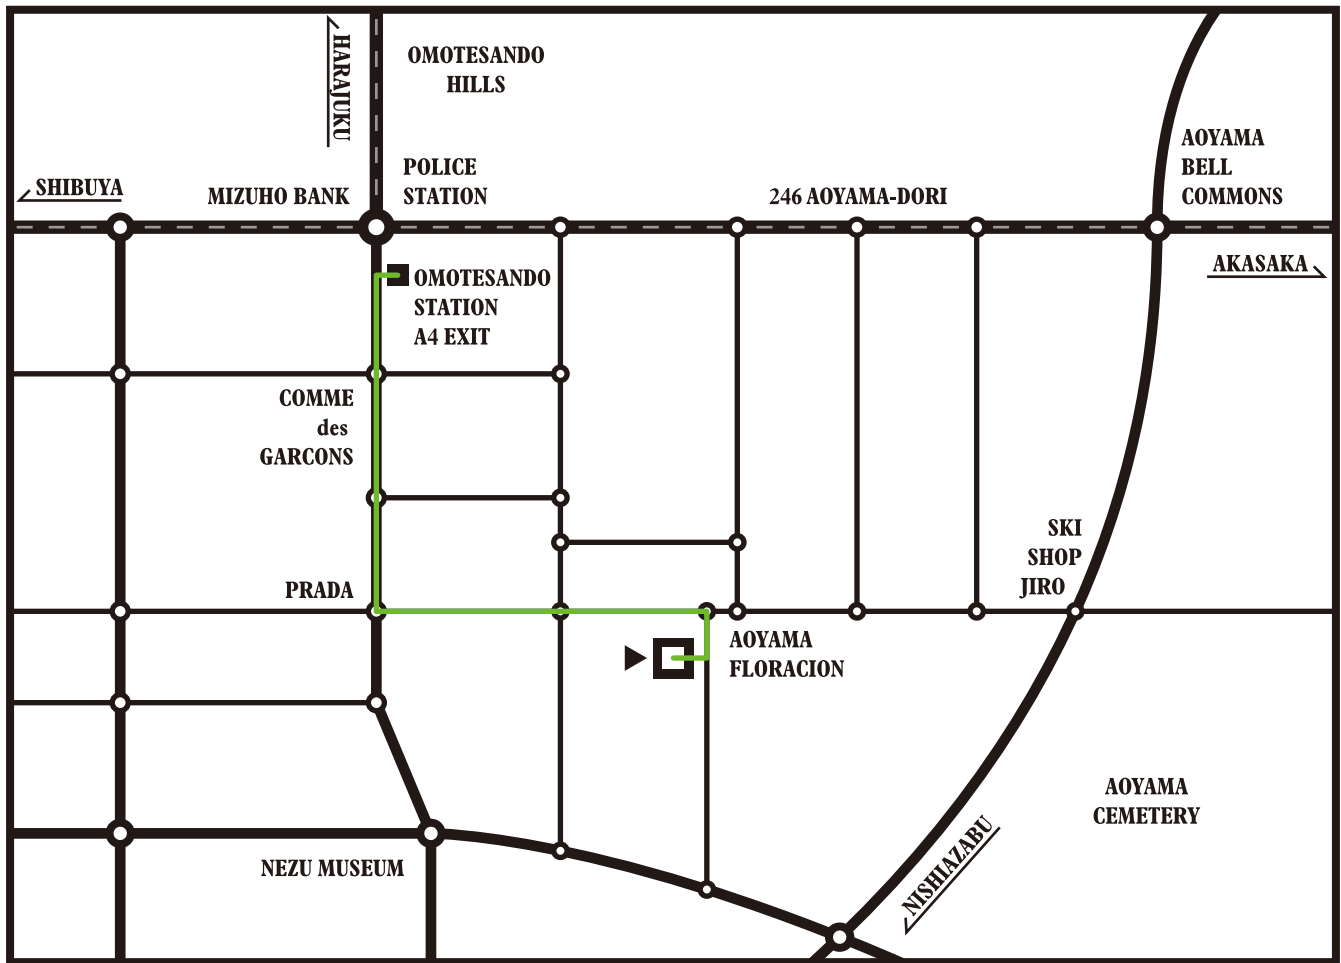 HARAJUKU
OMOTESANDO
HILLS
SHIBUYA
MIZUHO BANK
POLICE
STATION
246 AOYAMA-DORI
AOYAMA
BELL
COMMONS
AKASAKA
OMOTESANDO
STATION
A4 EXIT
COMME
des
GARCONS
SKI
SHOP
JIRO
PRADA
AOYAMA
FLORACION
AOYAMA
CEMETERY
NEZU MUSEUM
NISHIAZABU